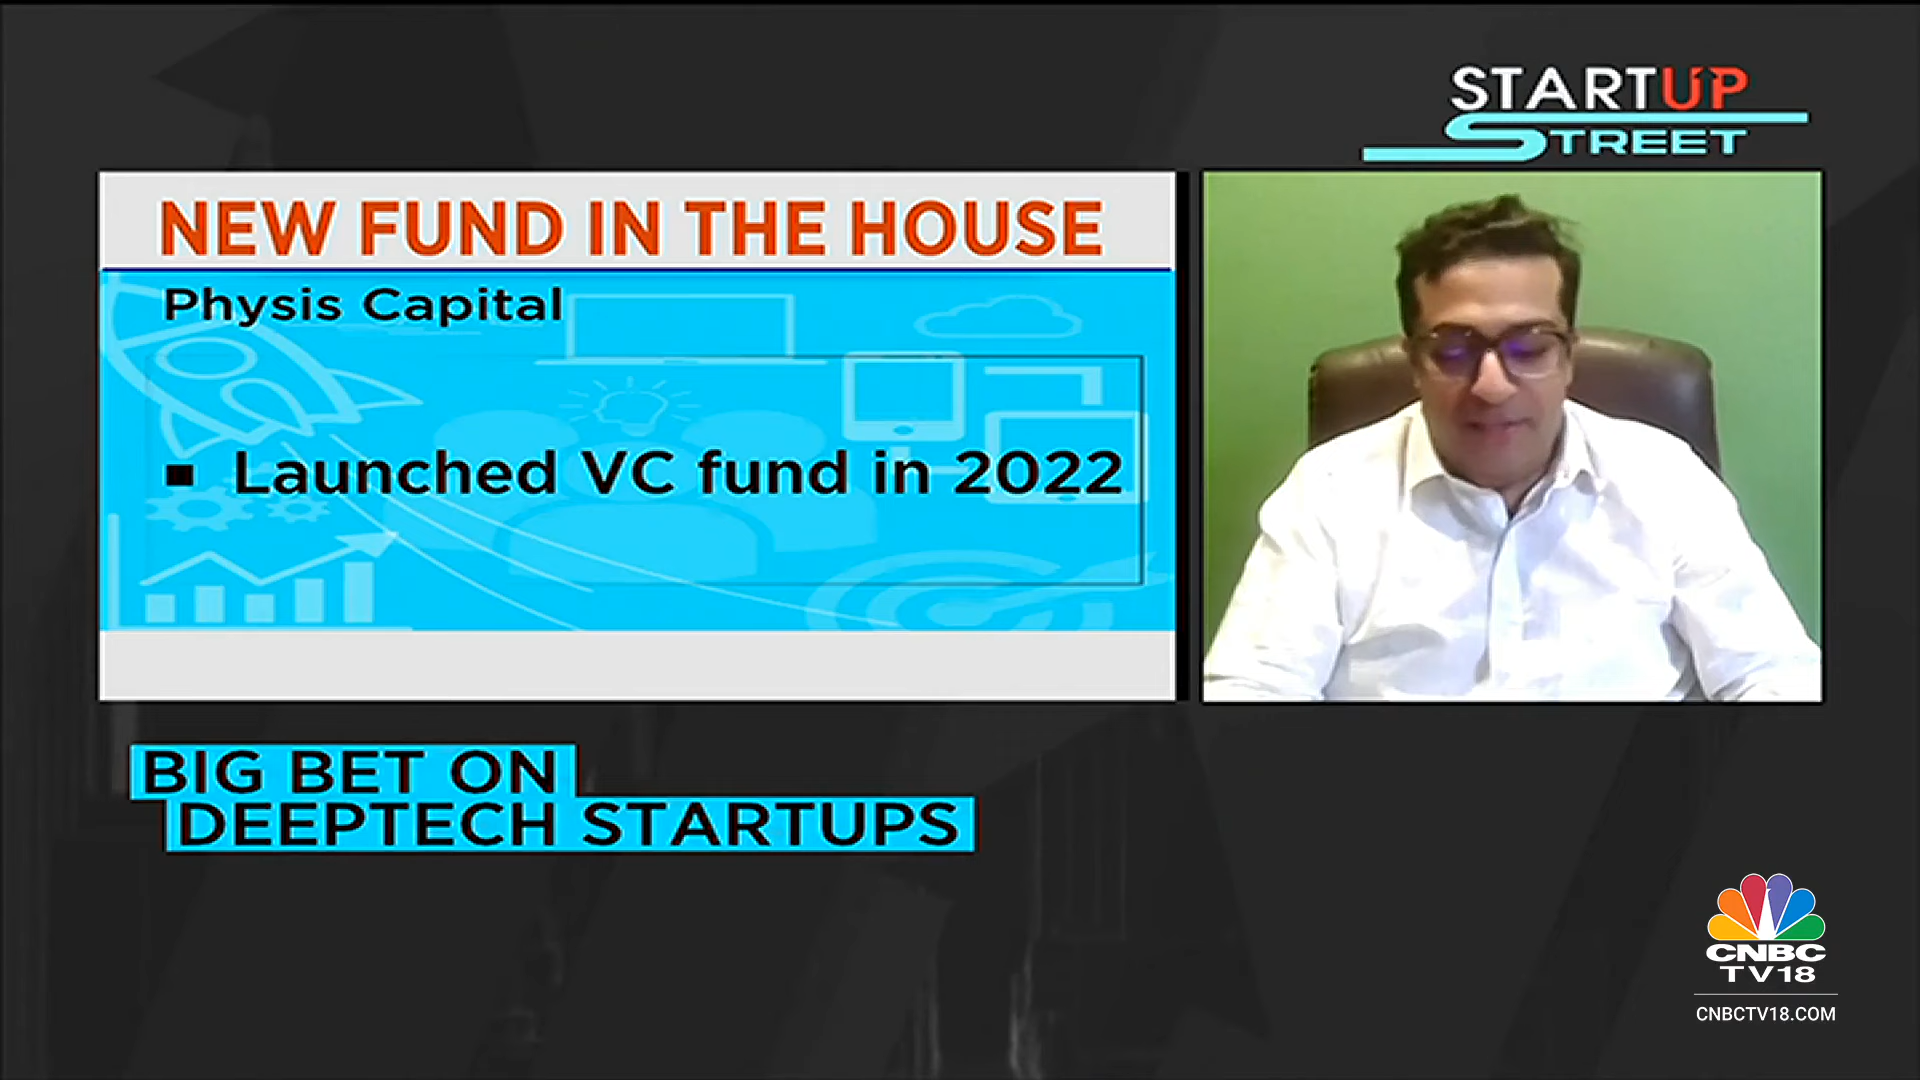 STARTUP
STREET
NEW FUND IN THE HOUSE
Physis Capital
▪ Launched VC fund in 2022
BIG BET ON
DEEPTECH STARTUPS
CNBC
TV18
CNBCTV18.COM